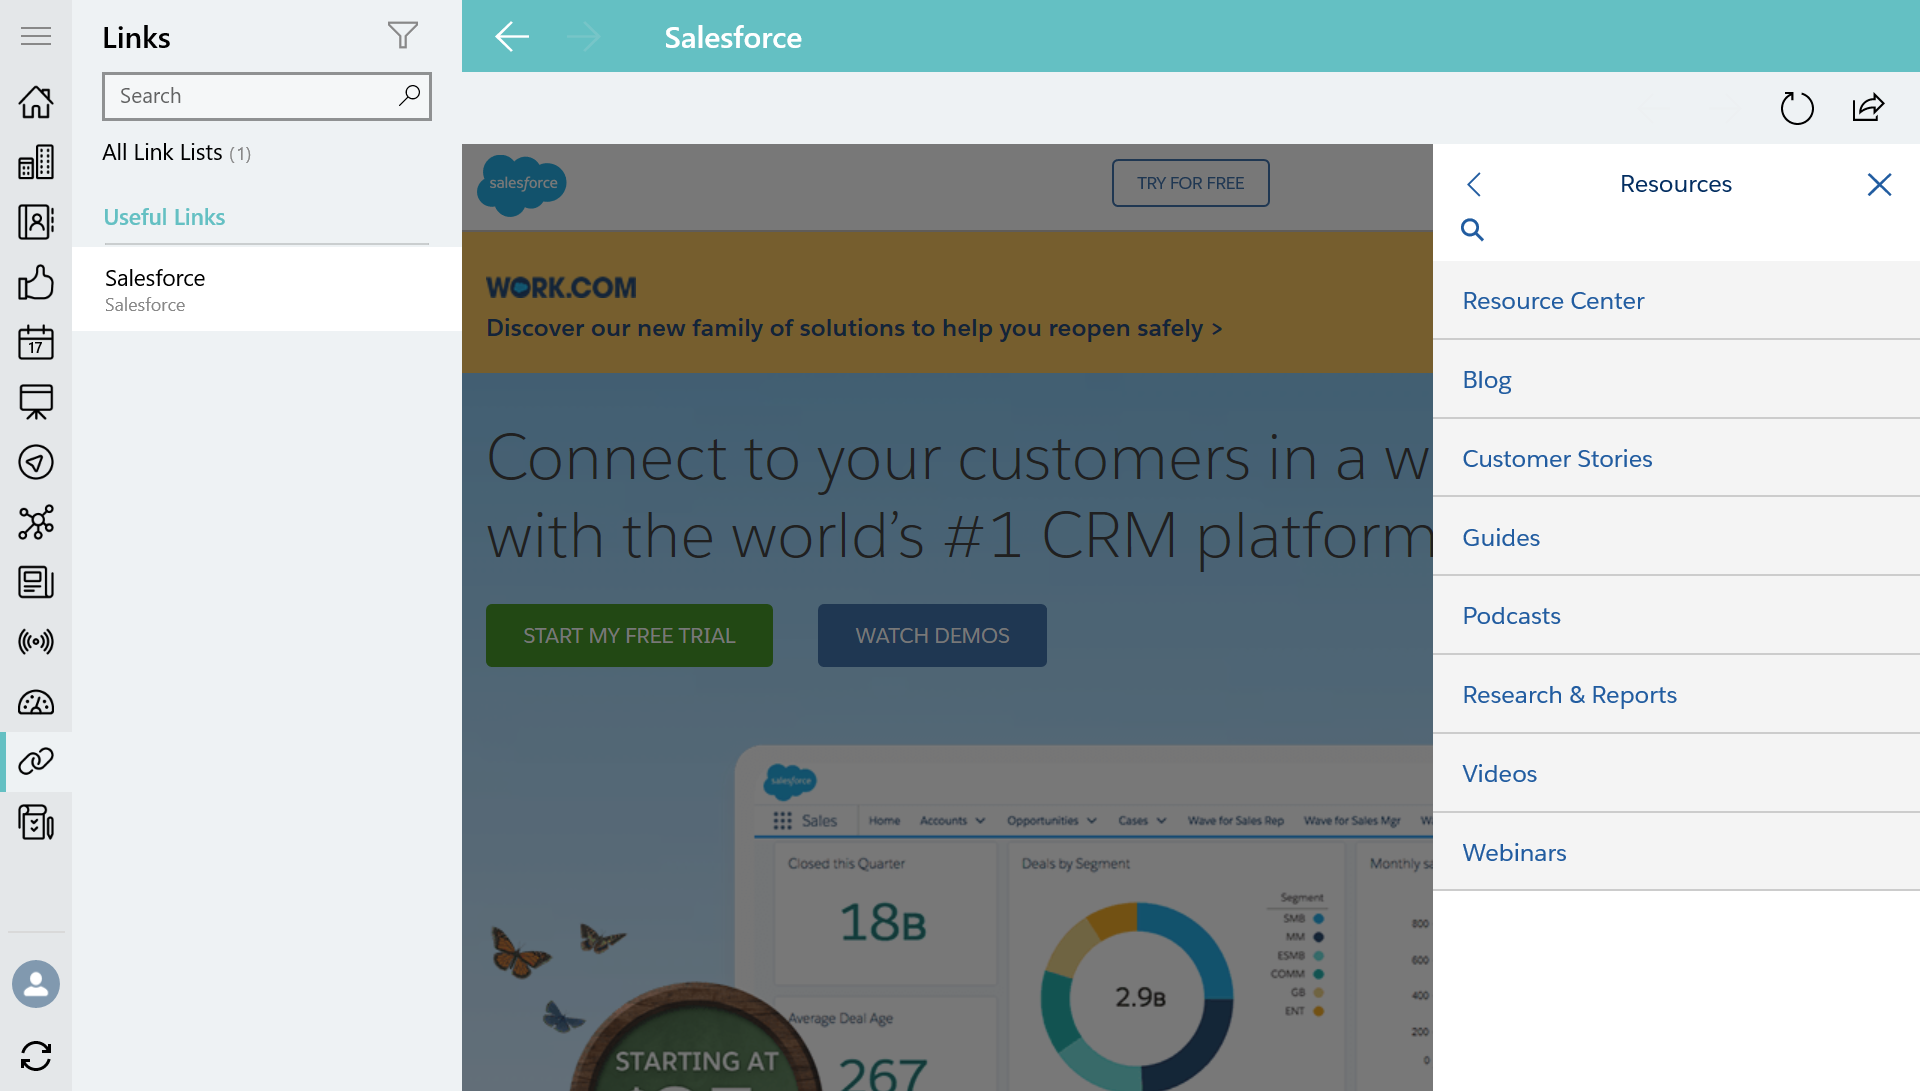 Links
Search
All Link Lists (1)
Useful Links
Salesforce
Salesforce
17
Salesforce
salesforce
TRY FOR FREE
WORK.COM
Discover our new family of solutions to help you reopen safely >
Connect to your customers in a w
with the world's #1 CRM platform
START MY FREE TRIAL
WATCH DEMOS
salesforce
Sales
Home
Accounts
Opportunities
Cases
Wave for Sales Rep
Wave for Sales Mgr
Closed this Quarter
18B
Deals by Segment
2.9B
Segment
SMB
MM
ESMB
COMM
GB
ENT
Monthly
800
600
400
200
0
Average Deal Age
267
STARTING AT
Resources
Resource Center
Blog
Customer Stories
Guides
Podcasts
Research & Reports
Videos
Webinars